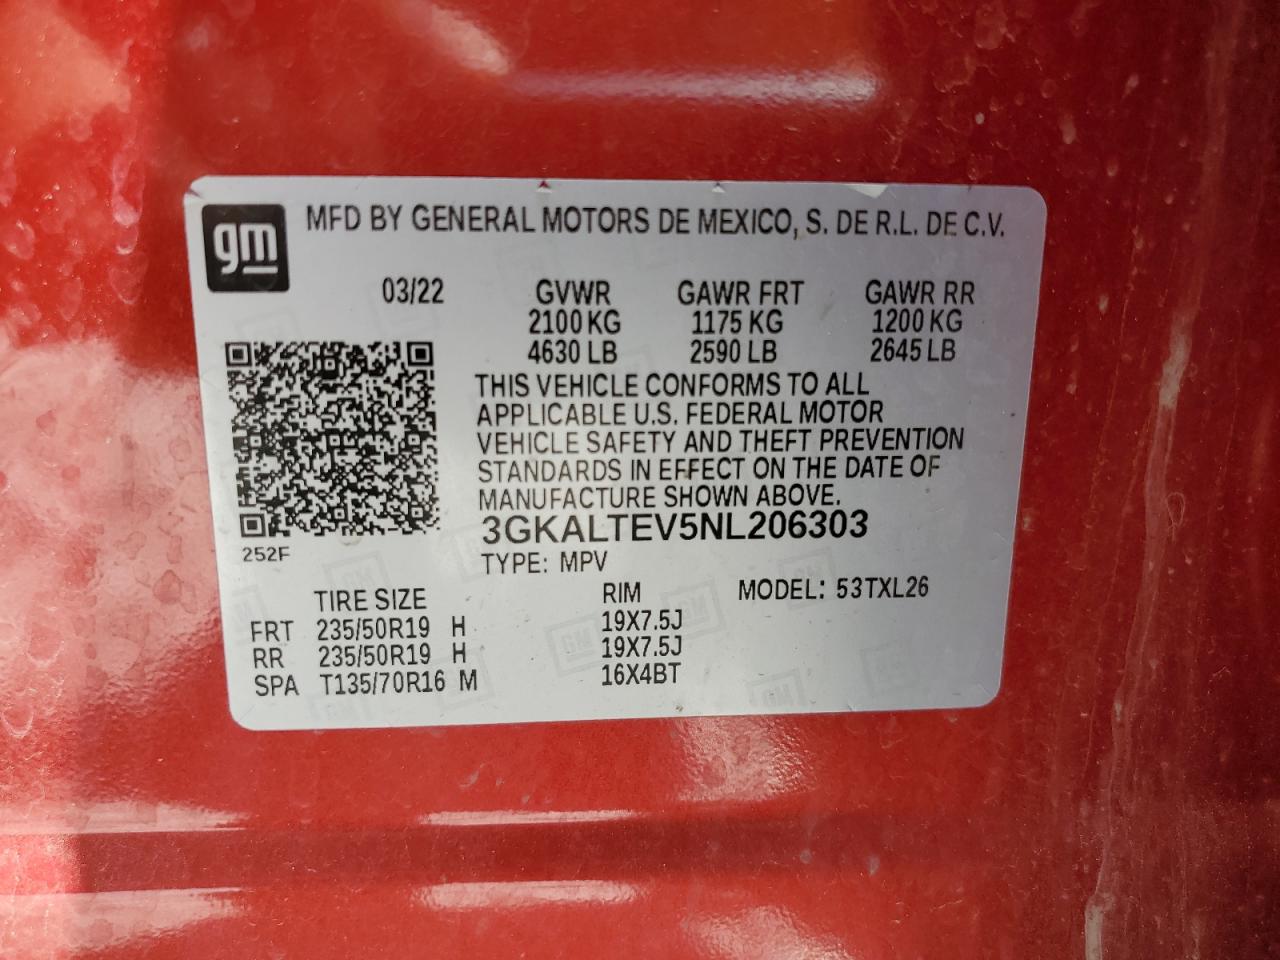 gm
MFD BY GENERAL MOTORS DE MEXICO, S. DE R.L. DE C.V.
03/22 GVWR GAWR FRT GAWR RR
2100 KG 1175 KG 1200 KG
4630 LB 2590 LB 2645 LB
THIS VEHICLE CONFORMS TO ALL
APPLICABLE U.S. FEDERAL MOTOR
VEHICLE SAFETY AND THEFT PREVENTION
STANDARDS IN EFFECT ON THE DATE OF
MANUFACTURE SHOWN ABOVE.
3GKALTEV5NL206303
252F
TYPE: MPV
TIRE SIZE RIM MODEL: 53TXL26
FRT 235/50R19 H 19X7.5J
RR 235/50R19 H 19X7.5J
SPA T135/70R16 M 16X4BT